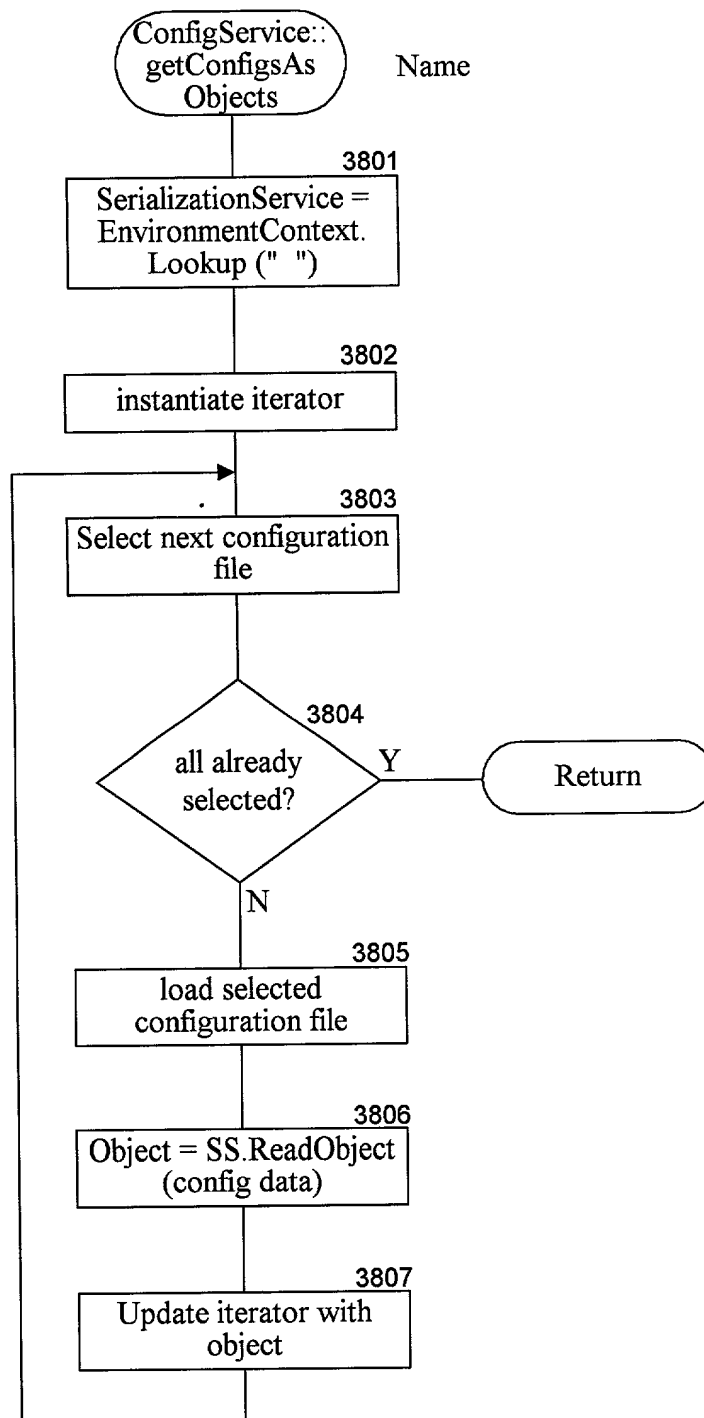 ConfigService::
getConfigsAs
Objects
Name
3801
SerializationService =
EnvironmentContext.
Lookup (" ")
3802
instantiate iterator
3803
Select next configuration
file
3804
all already
selected?
Y
Return
N
3805
load selected
configuration file
3806
Object = SS.ReadObject
(config data)
3807
Update iterator with
object